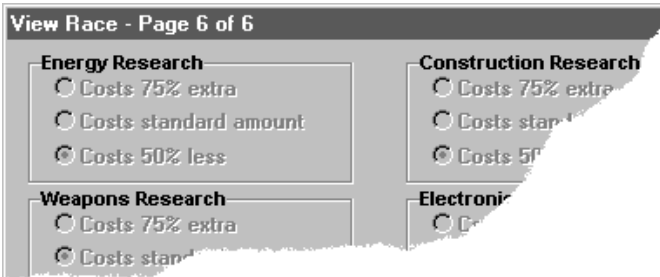 View Race - Page 6 of 6
Energy Research
Costs 75% extra
Costs standard amount
Costs 50% less
Weapons Research
Costs 75% extra
Costs
Construction Research
Costs 75% extra
Costs
Costs